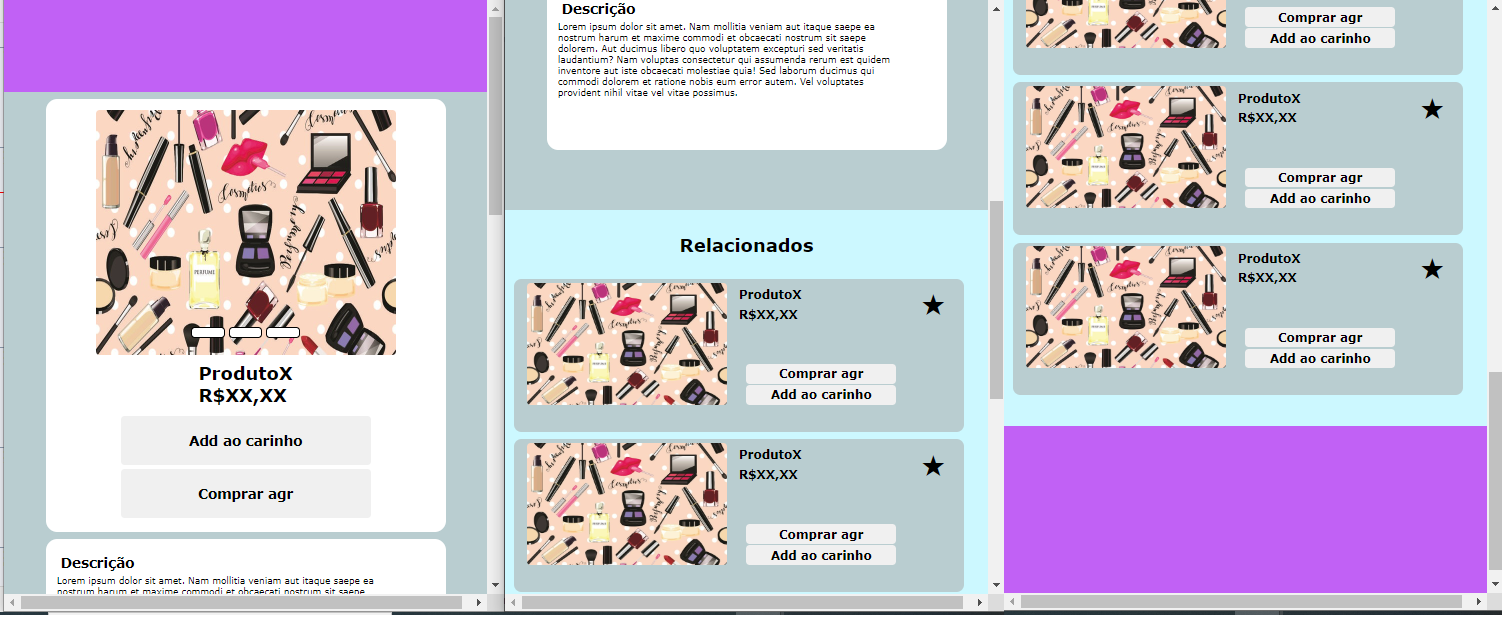 Cosmetics
Cosmetics
PERFUME
ProdutoX
R$XX,XX
Add ao carinho
Comprar agr
Descrição
Lorem ipsum dolor sit amet. Nam mollitia veniam aut itaque saepe ea
nostrum harum et maxime commodi et obcaecati nostrum sit saepe
Descrição
Lorem ipsum dolor sit amet. Nam mollitia veniam aut itaque saepe ea
nostrum harum et maxime commodi et obcaecati nostrum sit saepe
dolorem. Aut ducimus libero quo voluptatem excepturi sed veritatis
laudantium? Nam voluptas consectetur qui assumenda rerum est quidem
inventore aut iste obcaecati molestiae quia! Sed laborum ducimus qui
commodi dolorem et ratione nobis eum error autem. Vel voluptates
provident nihil vitae vel vitae possimus.
Relacionados
ProdutoX
R$XX,XX
Comprar agr
Add ao carinho
ProdutoX
R$XX,XX
Comprar agr
Add ao carinho
Comprar agr
Add ao carinho
ProdutoX
R$XX,XX
Comprar agr
Add ao carinho
ProdutoX
R$XX,XX
Comprar agr
Add ao carinho